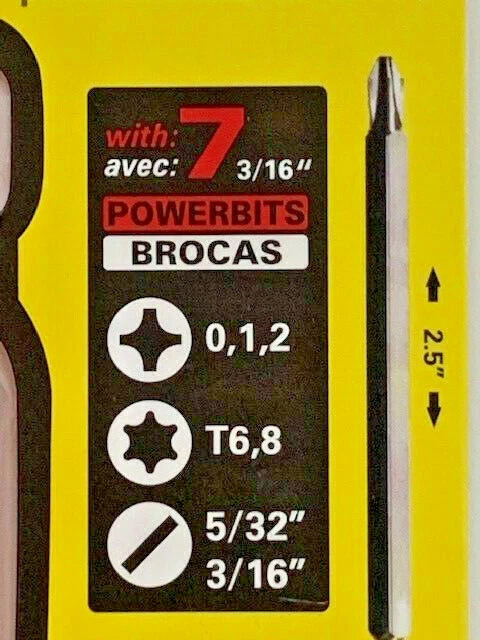 with: 7
avec: 3/16"
POWERBITS
BROCAS
0,1,2
T6,8
5/32"
3/16"
2.5"